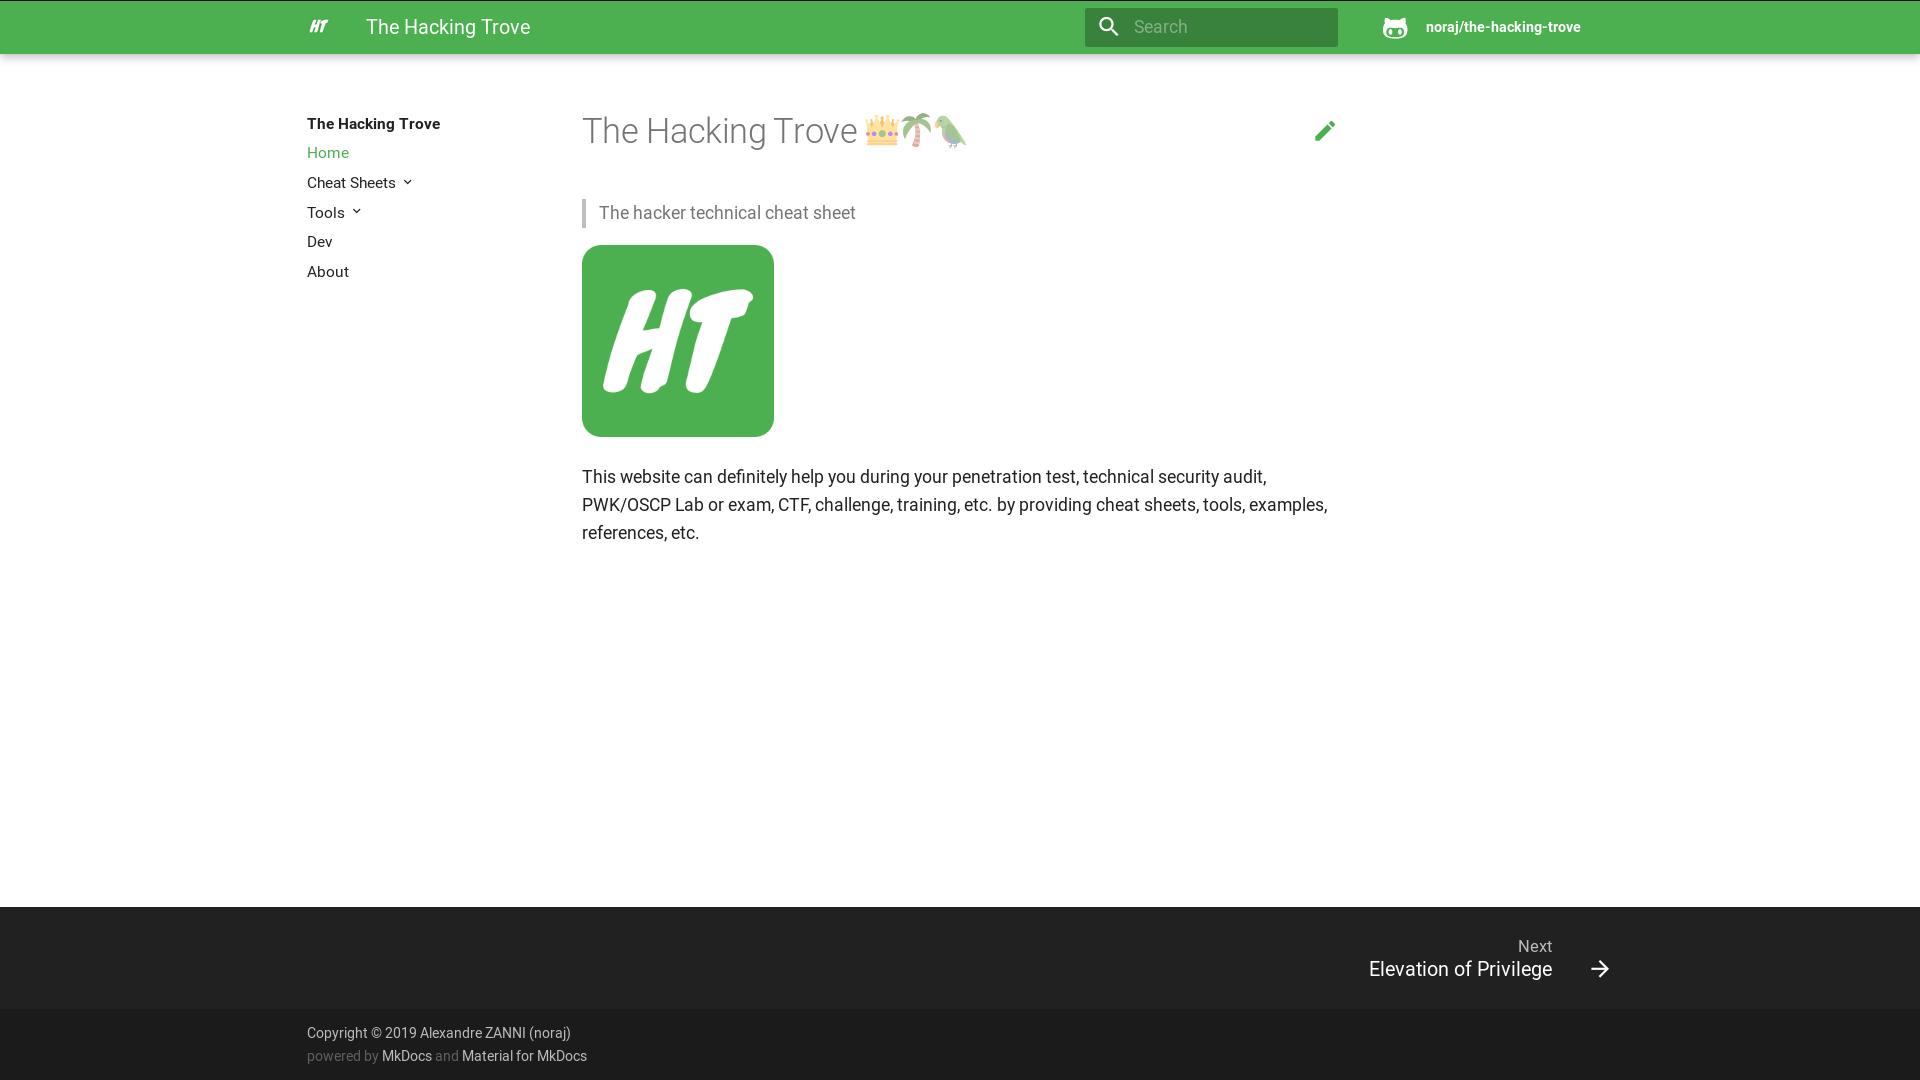 HT The Hacking Trove Search noraj/the-hacking-trove
The Hacking Trove
Home
Cheat Sheets
Tools
Dev
About
The Hacking Trove 👑🌴🦜
The hacker technical cheat sheet
HT
This website can definitely help you during your penetration test, technical security audit,
PWK/OSCP Lab or exam, CTF, challenge, training, etc. by providing cheat sheets, tools, examples,
references, etc.
Next
Elevation of Privilege
Copyright © 2019 Alexandre ZANNI (noraj)
powered by MkDocs and Material for MkDocs